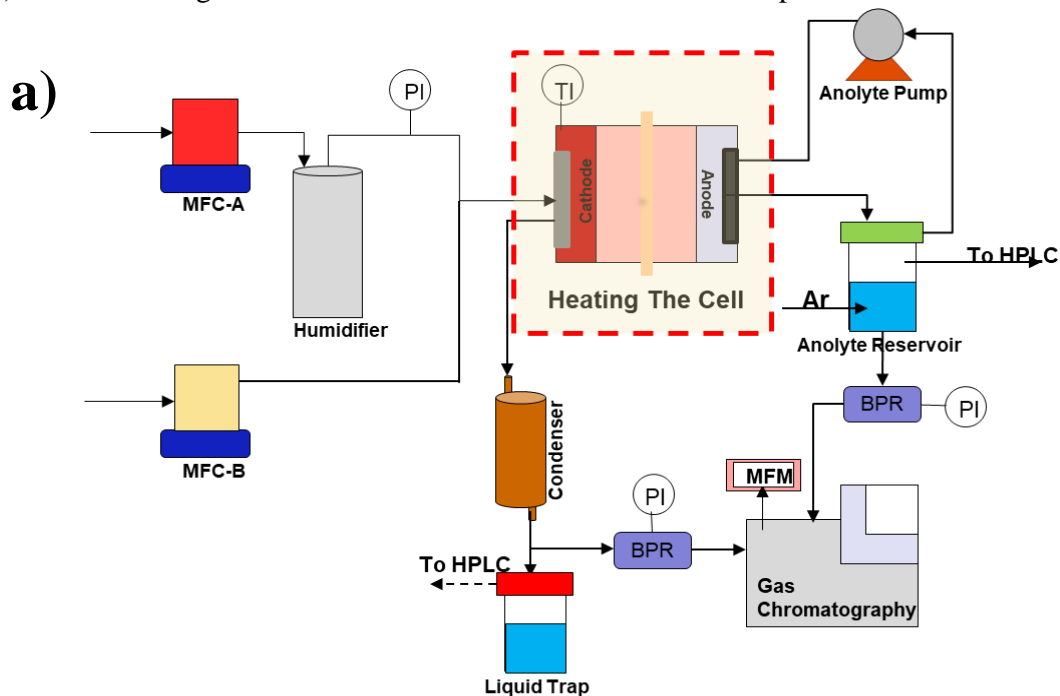 a)
PI
TI
Anolyte Pump
MFC-A
Cathode
Anode
To HPLC
Heating The Cell
Ar
Humidifier
Anolyte Reservoir
BPR
PI
MFC-B
Condenser
MFM
PI
BPR
To HPLC
Gas
Chromatography
Liquid Trap